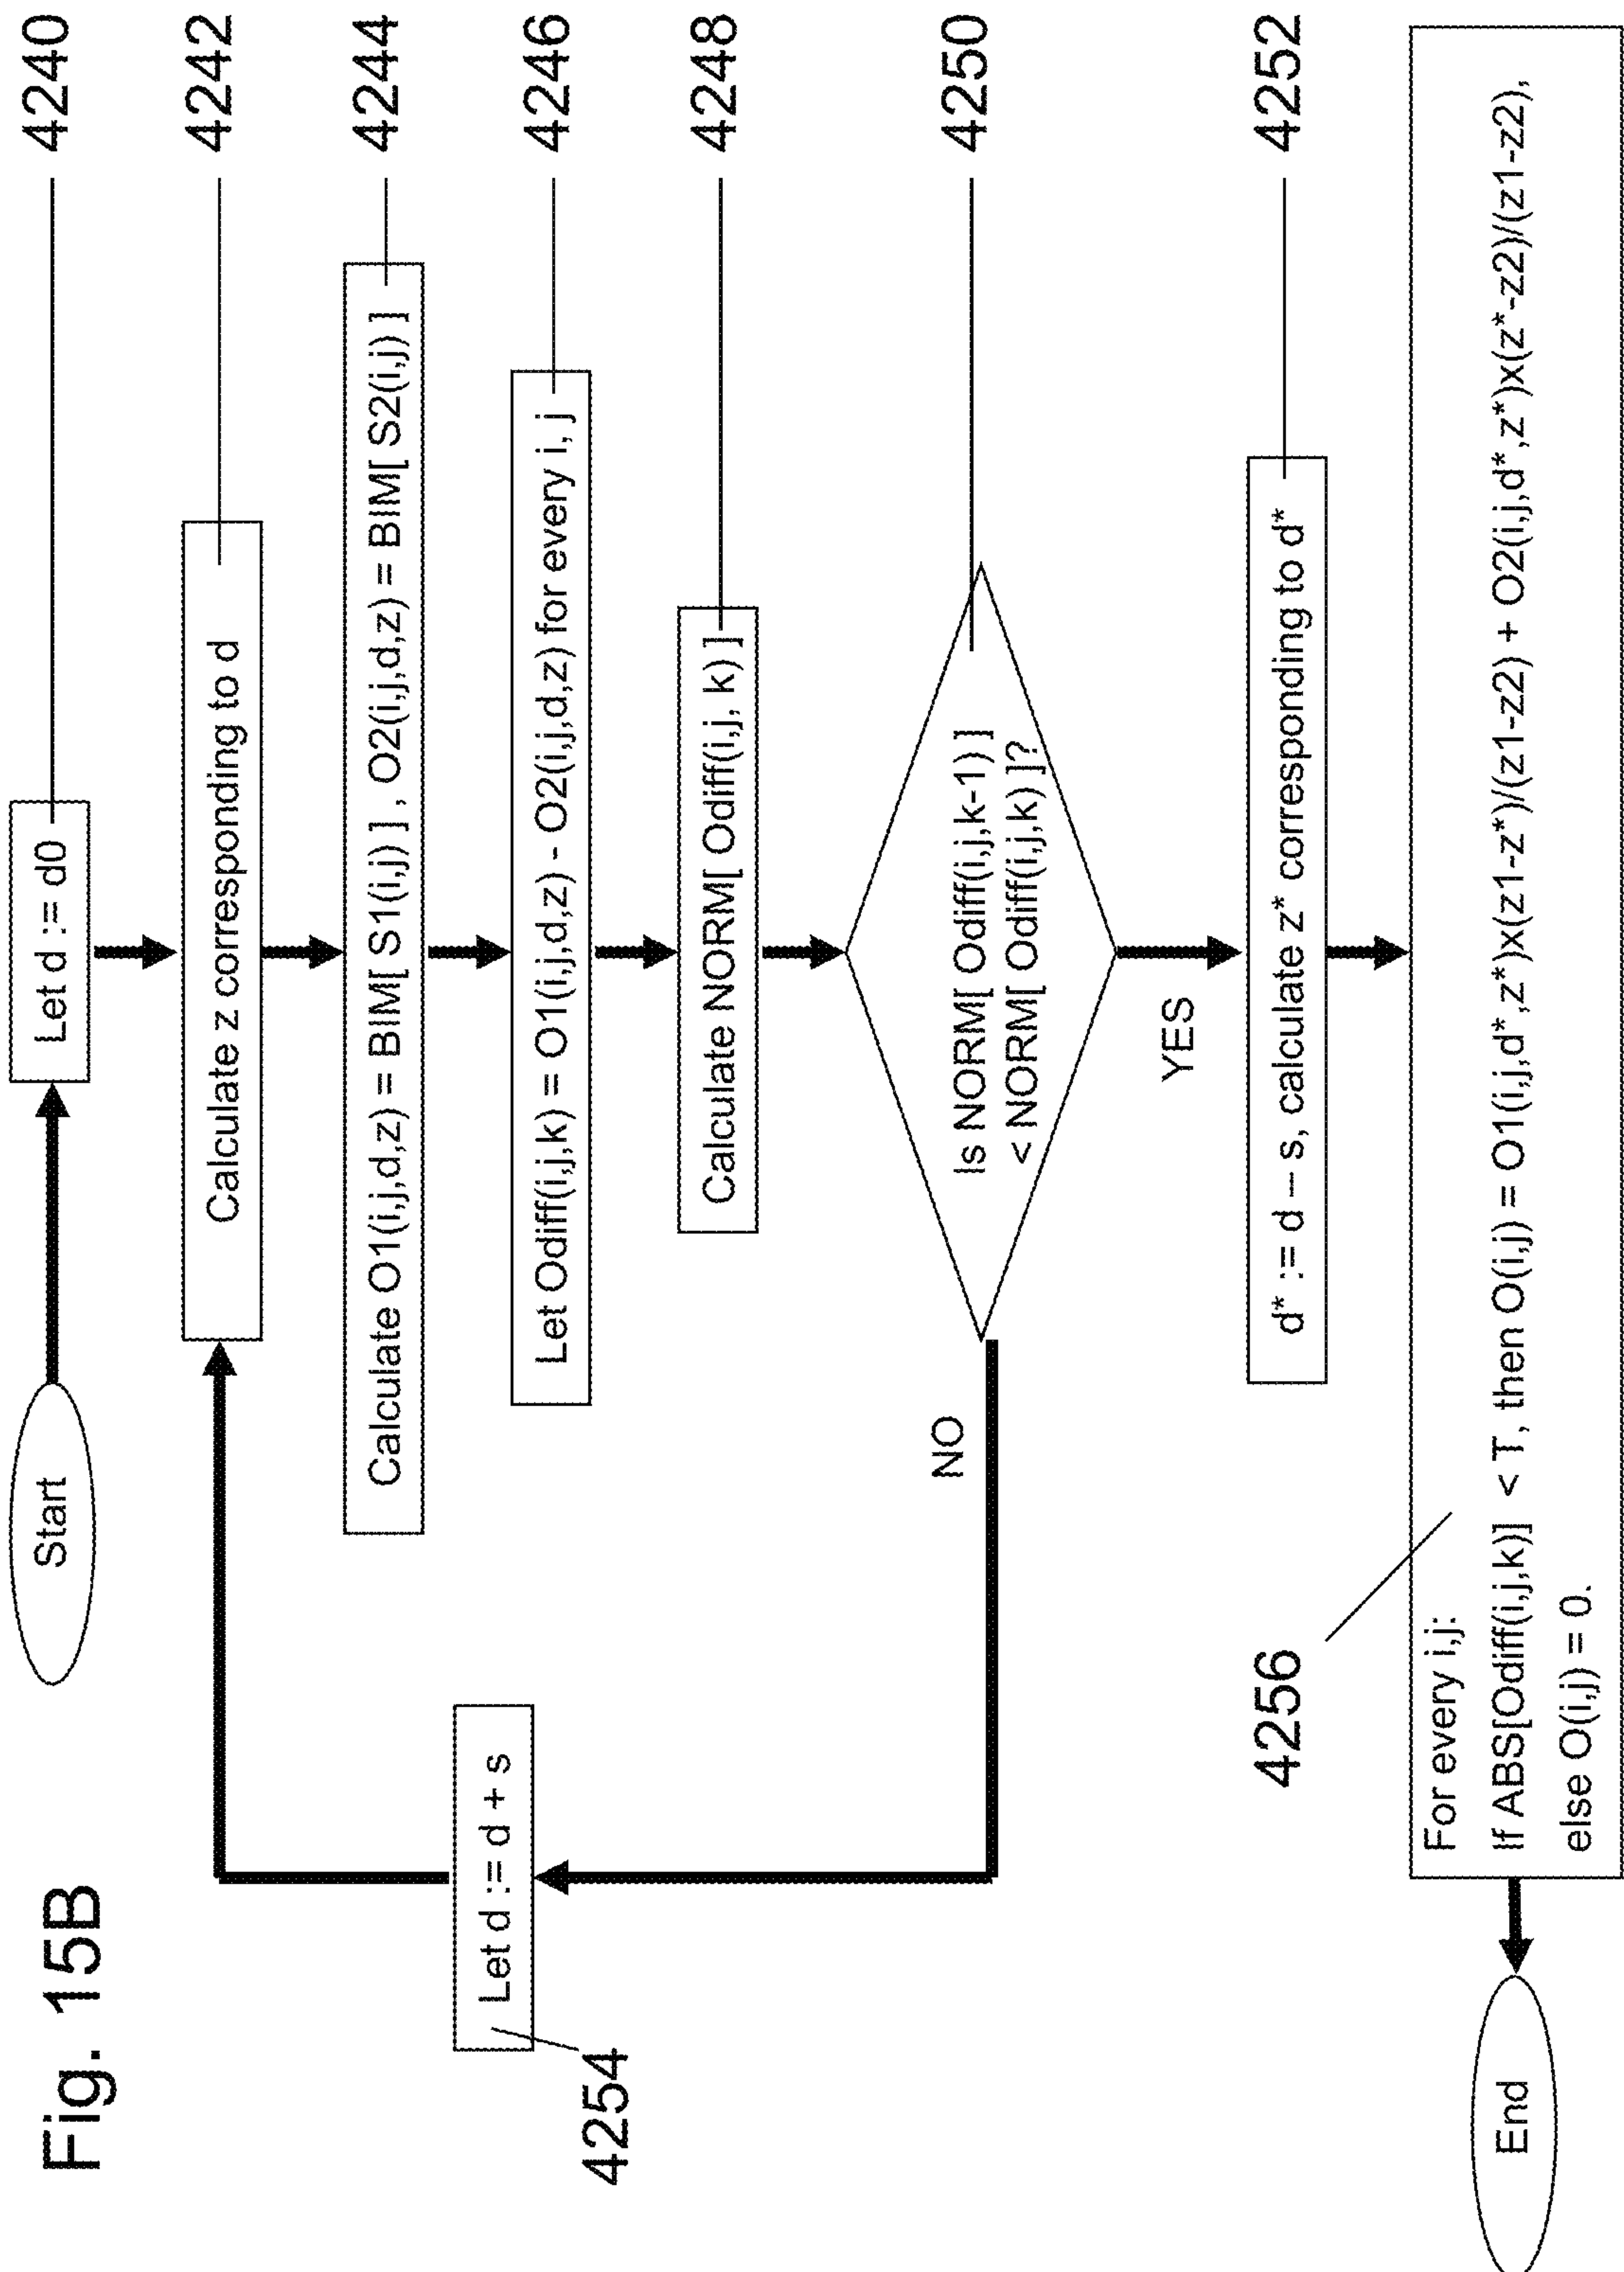 Fig. 15B
Start
Let d := d0
4240
Calculate z corresponding to d
4242
Calculate O1(i,j,d,z) = BIM[ S1(i,j) ] , O2(i,j,d,z) = BIM[ S2(i,j) ]
4244
Let Odiff(i,j,k) = O1(i,j,d,z) - O2(i,j,d,z) for every i, j
4246
Calculate NORM[ Odiff(i,j, k) ]
4248
Is NORM[ Odiff(i,j,k-1) ]
< NORM[ Odiff(i,j,k) ]?
4250
NO
YES
Let d := d + s
4254
d* := d – s, calculate z* corresponding to d*
4252
4256
For every i,j:
If ABS[Odiff(i,j,k)] < T, then O(i,j) = O1(i,j,d*,z*)x(z1-z*)/(z1-z2) + O2(i,j,d*,z*)x(z*-z2)/(z1-z2),
else O(i,j) = 0.
End